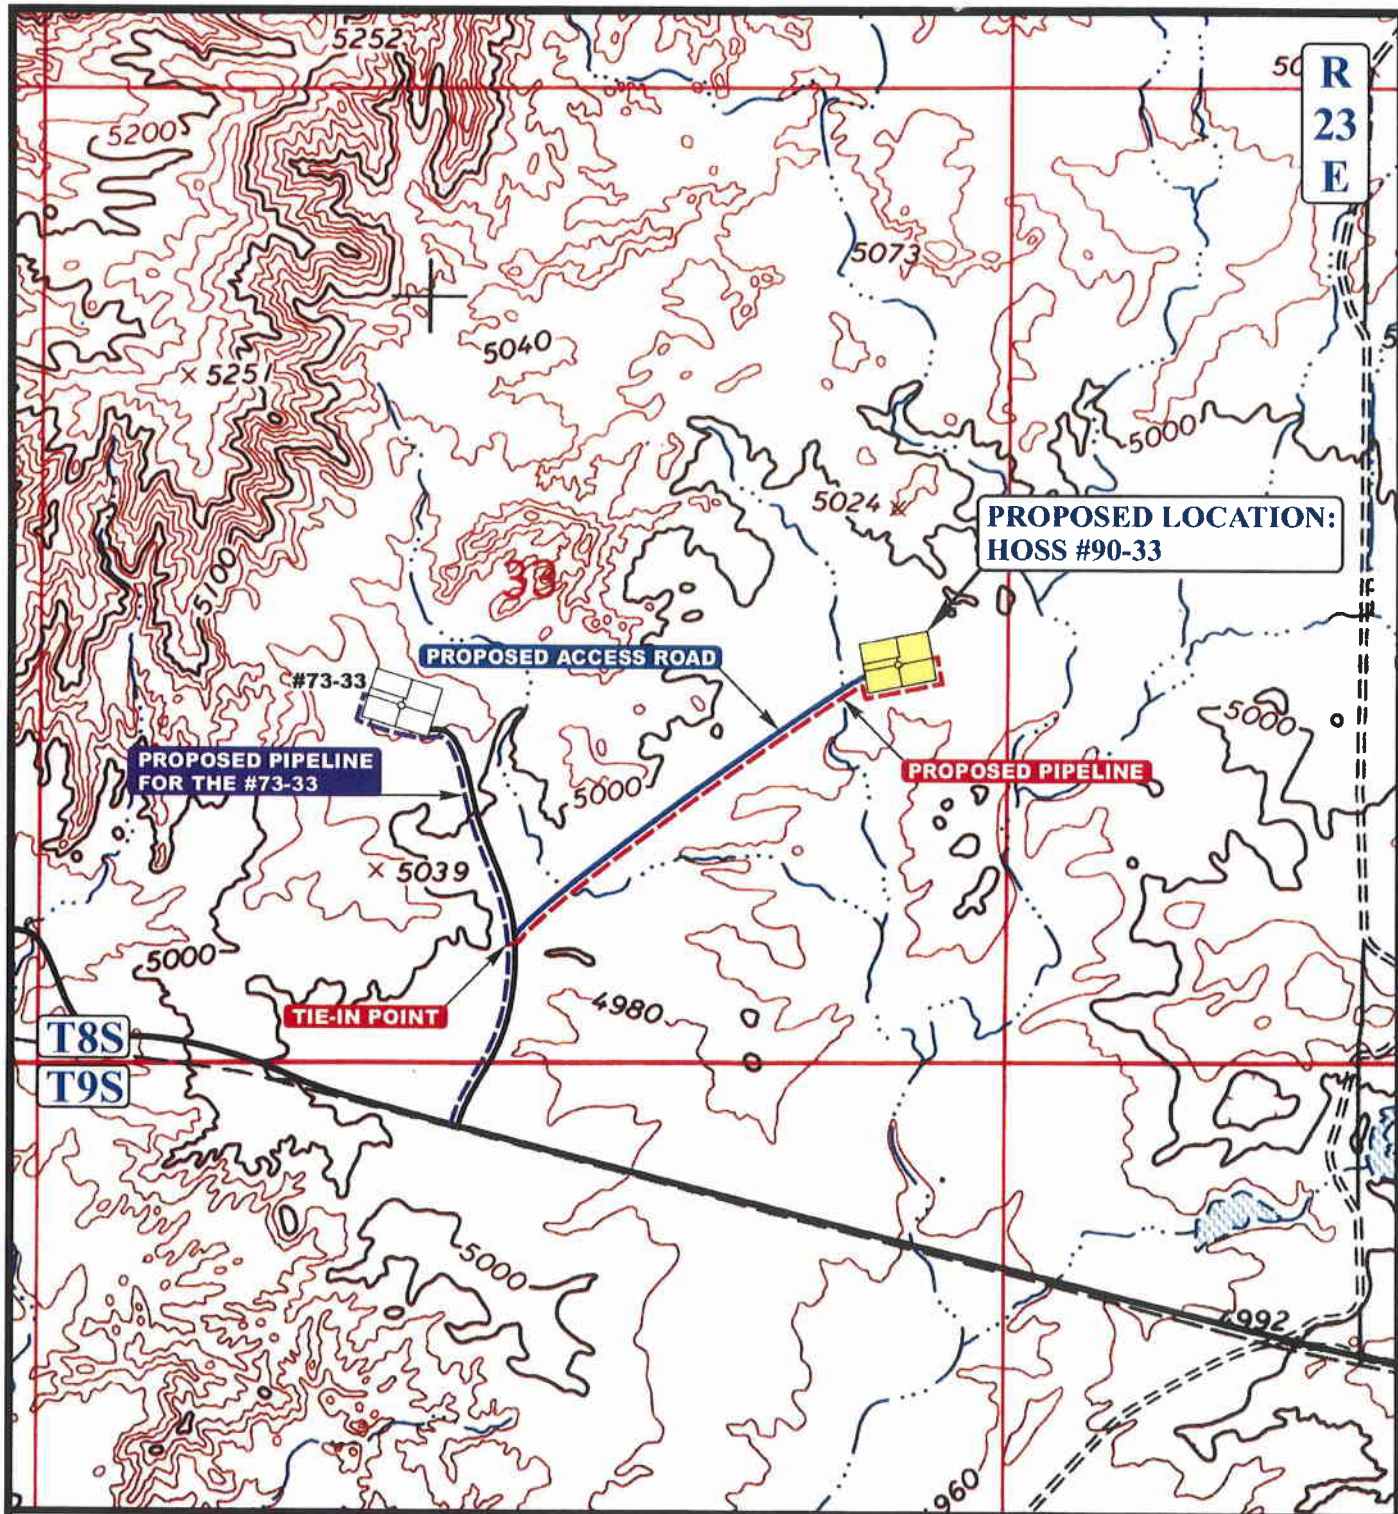 5252
R
23
E
5200
5073
5040
× 5251
5000
5024 ×
PROPOSED LOCATION:
HOSS #90-33
33
5100
PROPOSED ACCESS ROAD
#73-33
5000
PROPOSED PIPELINE
FOR THE #73-33
PROPOSED PIPELINE
5000
× 5039
5000
4980
TIE-IN POINT
T8S
T9S
5000
4992
4960